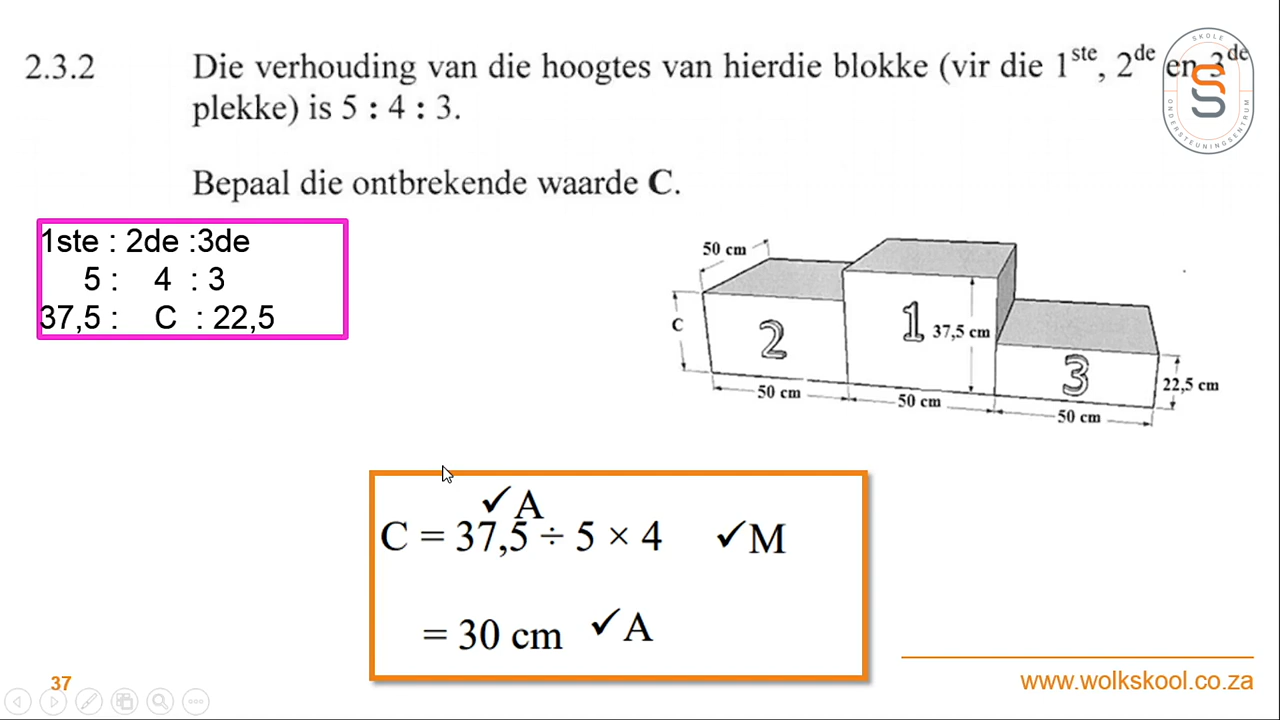 2.3.2 Die verhouding van die hoogtes van hierdie blokke (vir die 1ste, 2de en 3de
plekke) is 5 : 4 : 3.
SKOLE
ONDERSTEUNINGSENTRUM
Bepaal die ontbrekende waarde C.
1ste : 2de :3de
5 : 4 : 3
37,5 : C : 22,5
50 cm
C
2
1
37,5 cm
3
22,5 cm
50 cm
50 cm
50 cm
✓A
C = 37,5 ÷ 5 × 4 ✓M
= 30 cm ✓A
37
www.wolkskool.co.za